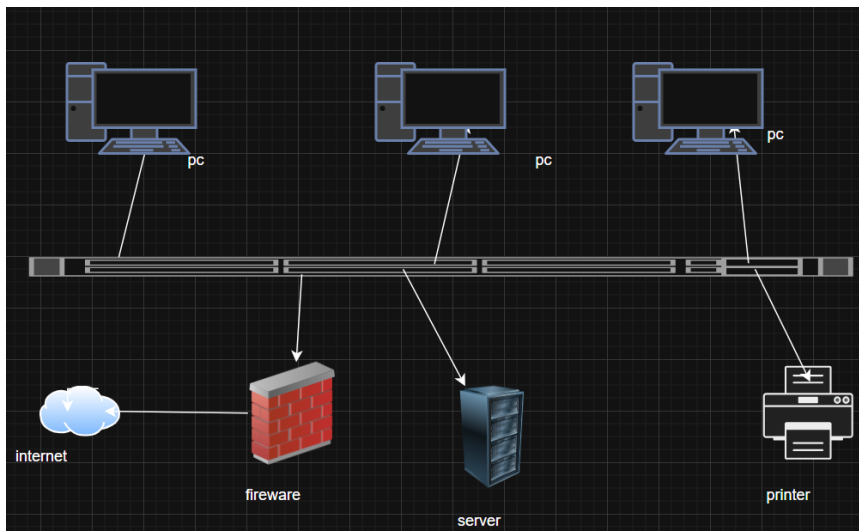 pc
pc
pc
internet
fireware
server
printer